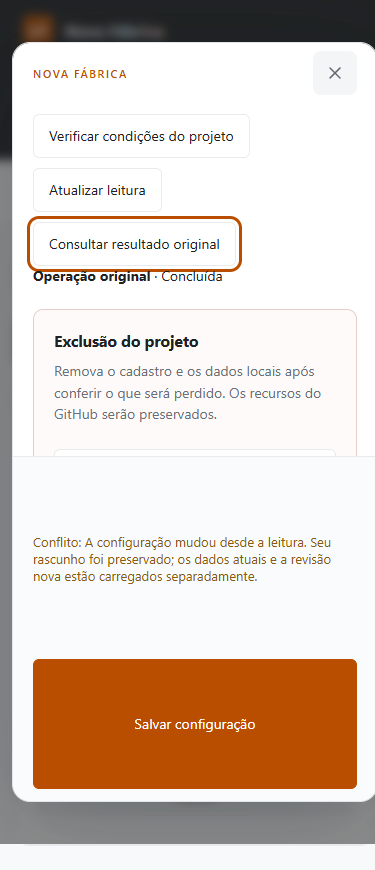 NOVA FÁBRICA
Verificar condições do projeto
Atualizar leitura
Consultar resultado original
Operação original · Concluída
Exclusão do projeto
Remova o cadastro e os dados locais após
conferir o que será perdido. Os recursos do
GitHub serão preservados.
Conflito: A configuração mudou desde a leitura. Seu
rascunho foi preservado; os dados atuais e a revisão
nova estão carregados separadamente.
Salvar configuração